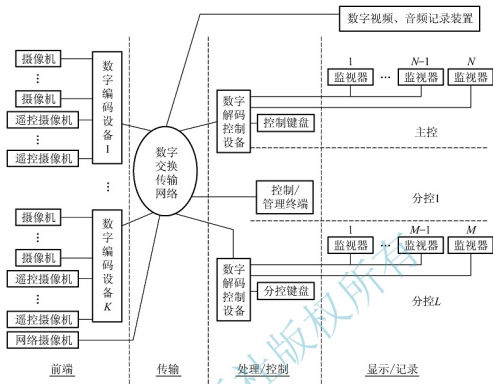 数字视频、音频记录装置
摄像机
⋮
摄像机
遥控摄像机
⋮
遥控摄像机
数字编码设备1
⋮
摄像机
⋮
摄像机
遥控摄像机
⋮
遥控摄像机
网络摄像机
数字编码设备K
数字
交换
传输
网络
数字
解码
控制
设备
控制键盘
1
N-1
N
监视器
…
监视器
监视器
主控
控制/
管理终端
分控1
数字
解码
控制
设备
分控键盘
1
M-1
M
监视器
…
监视器
监视器
分控L
前端
传输
处理/控制
显示/记录
社版权所有